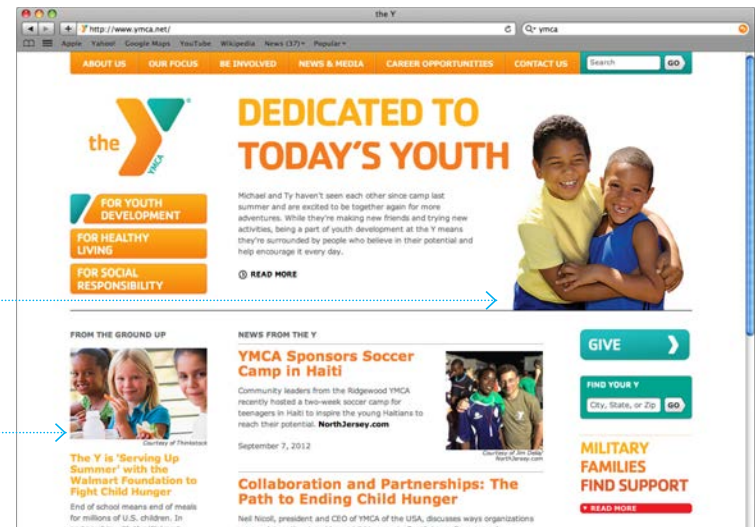 the Y
http://www.ymca.net/
ymca
Apple Yahoo! Google Maps YouTube Wikipedia News (37) Popular
ABOUT US OUR FOCUS BE INVOLVED NEWS & MEDIA CAREER OPPORTUNITIES CONTACT US Search GO
the
YMCA
FOR YOUTH
DEVELOPMENT
FOR HEALTHY
LIVING
FOR SOCIAL
RESPONSIBILITY
DEDICATED TO
TODAY'S YOUTH
Michael and Ty haven't seen each other since camp last
summer and are excited to be together again for more
adventures. While they're making new friends and trying new
activities, being a part of youth development at the Y means
they're surrounded by people who believe in their potential and
help encourage it every day.
READ MORE
FROM THE GROUND UP
Courtesy of Thinkstock
The Y is 'Serving Up
Summer' with the
Walmart Foundation to
Fight Child Hunger
End of school means end of meals
for millions of U.S. children. In
NEWS FROM THE Y
YMCA Sponsors Soccer
Camp in Haiti
Community leaders from the Ridgewood YMCA
recently hosted a two-week soccer camp for
teenagers in Haiti to inspire the young Haitians to
reach their potential. NorthJersey.com
September 7, 2012
Courtesy of Jim Delay
NorthJersey.com
Collaboration and Partnerships: The
Path to Ending Child Hunger
Neil Nicoll, president and CEO of YMCA of the USA, discusses ways organizations
GIVE
FIND YOUR Y
City, State, or Zip GO
MILITARY
FAMILIES
FIND SUPPORT
READ MORE